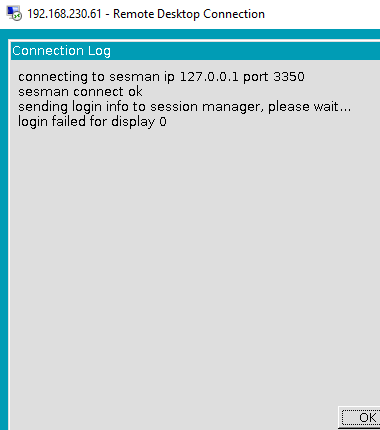 192.168.230.61 - Remote Desktop Connection
Connection Log
connecting to sesman ip 127.0.0.1 port 3350
sesman connect ok
sending login info to session manager, please wait...
login failed for display 0
OK